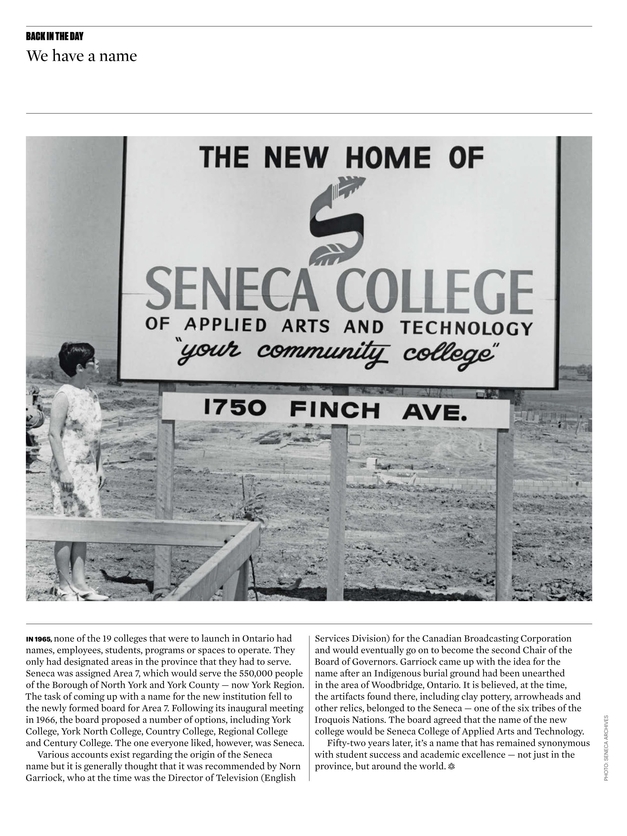 BACK IN THE DAY
We have a name
THE NEW HOME OF
SENECA COLLEGE
OF APPLIED ARTS AND TECHNOLOGY
"your community college"
1750 FINCH AVE.
IN 1965, none of the 19 colleges that were to launch in Ontario had
names, employees, students, programs or spaces to operate. They
only had designated areas in the province that they had to serve.
Seneca was assigned Area 7, which would serve the 550,000 people
of the Borough of North York and York County — now York Region.
The task of coming up with a name for the new institution fell to
the newly formed board for Area 7. Following its inaugural meeting
in 1966, the board proposed a number of options, including York
College, York North College, Country College, Regional College
and Century College. The one everyone liked, however, was Seneca.
Various accounts exist regarding the origin of the Seneca
name but it is generally thought that it was recommended by Norn
Garriock, who at the time was the Director of Television (English
Services Division) for the Canadian Broadcasting Corporation
and would eventually go on to become the second Chair of the
Board of Governors. Garriock came up with the idea for the
name after an Indigenous burial ground had been unearthed
in the area of Woodbridge, Ontario. It is believed, at the time,
the artifacts found there, including clay pottery, arrowheads and
other relics, belonged to the Seneca — one of the six tribes of the
Iroquois Nations. The board agreed that the name of the new
college would be Seneca College of Applied Arts and Technology.
Fifty-two years later, it's a name that has remained synonymous
with student success and academic excellence — not just in the
province, but around the world.
PHOTO: SENECA ARCHIVES